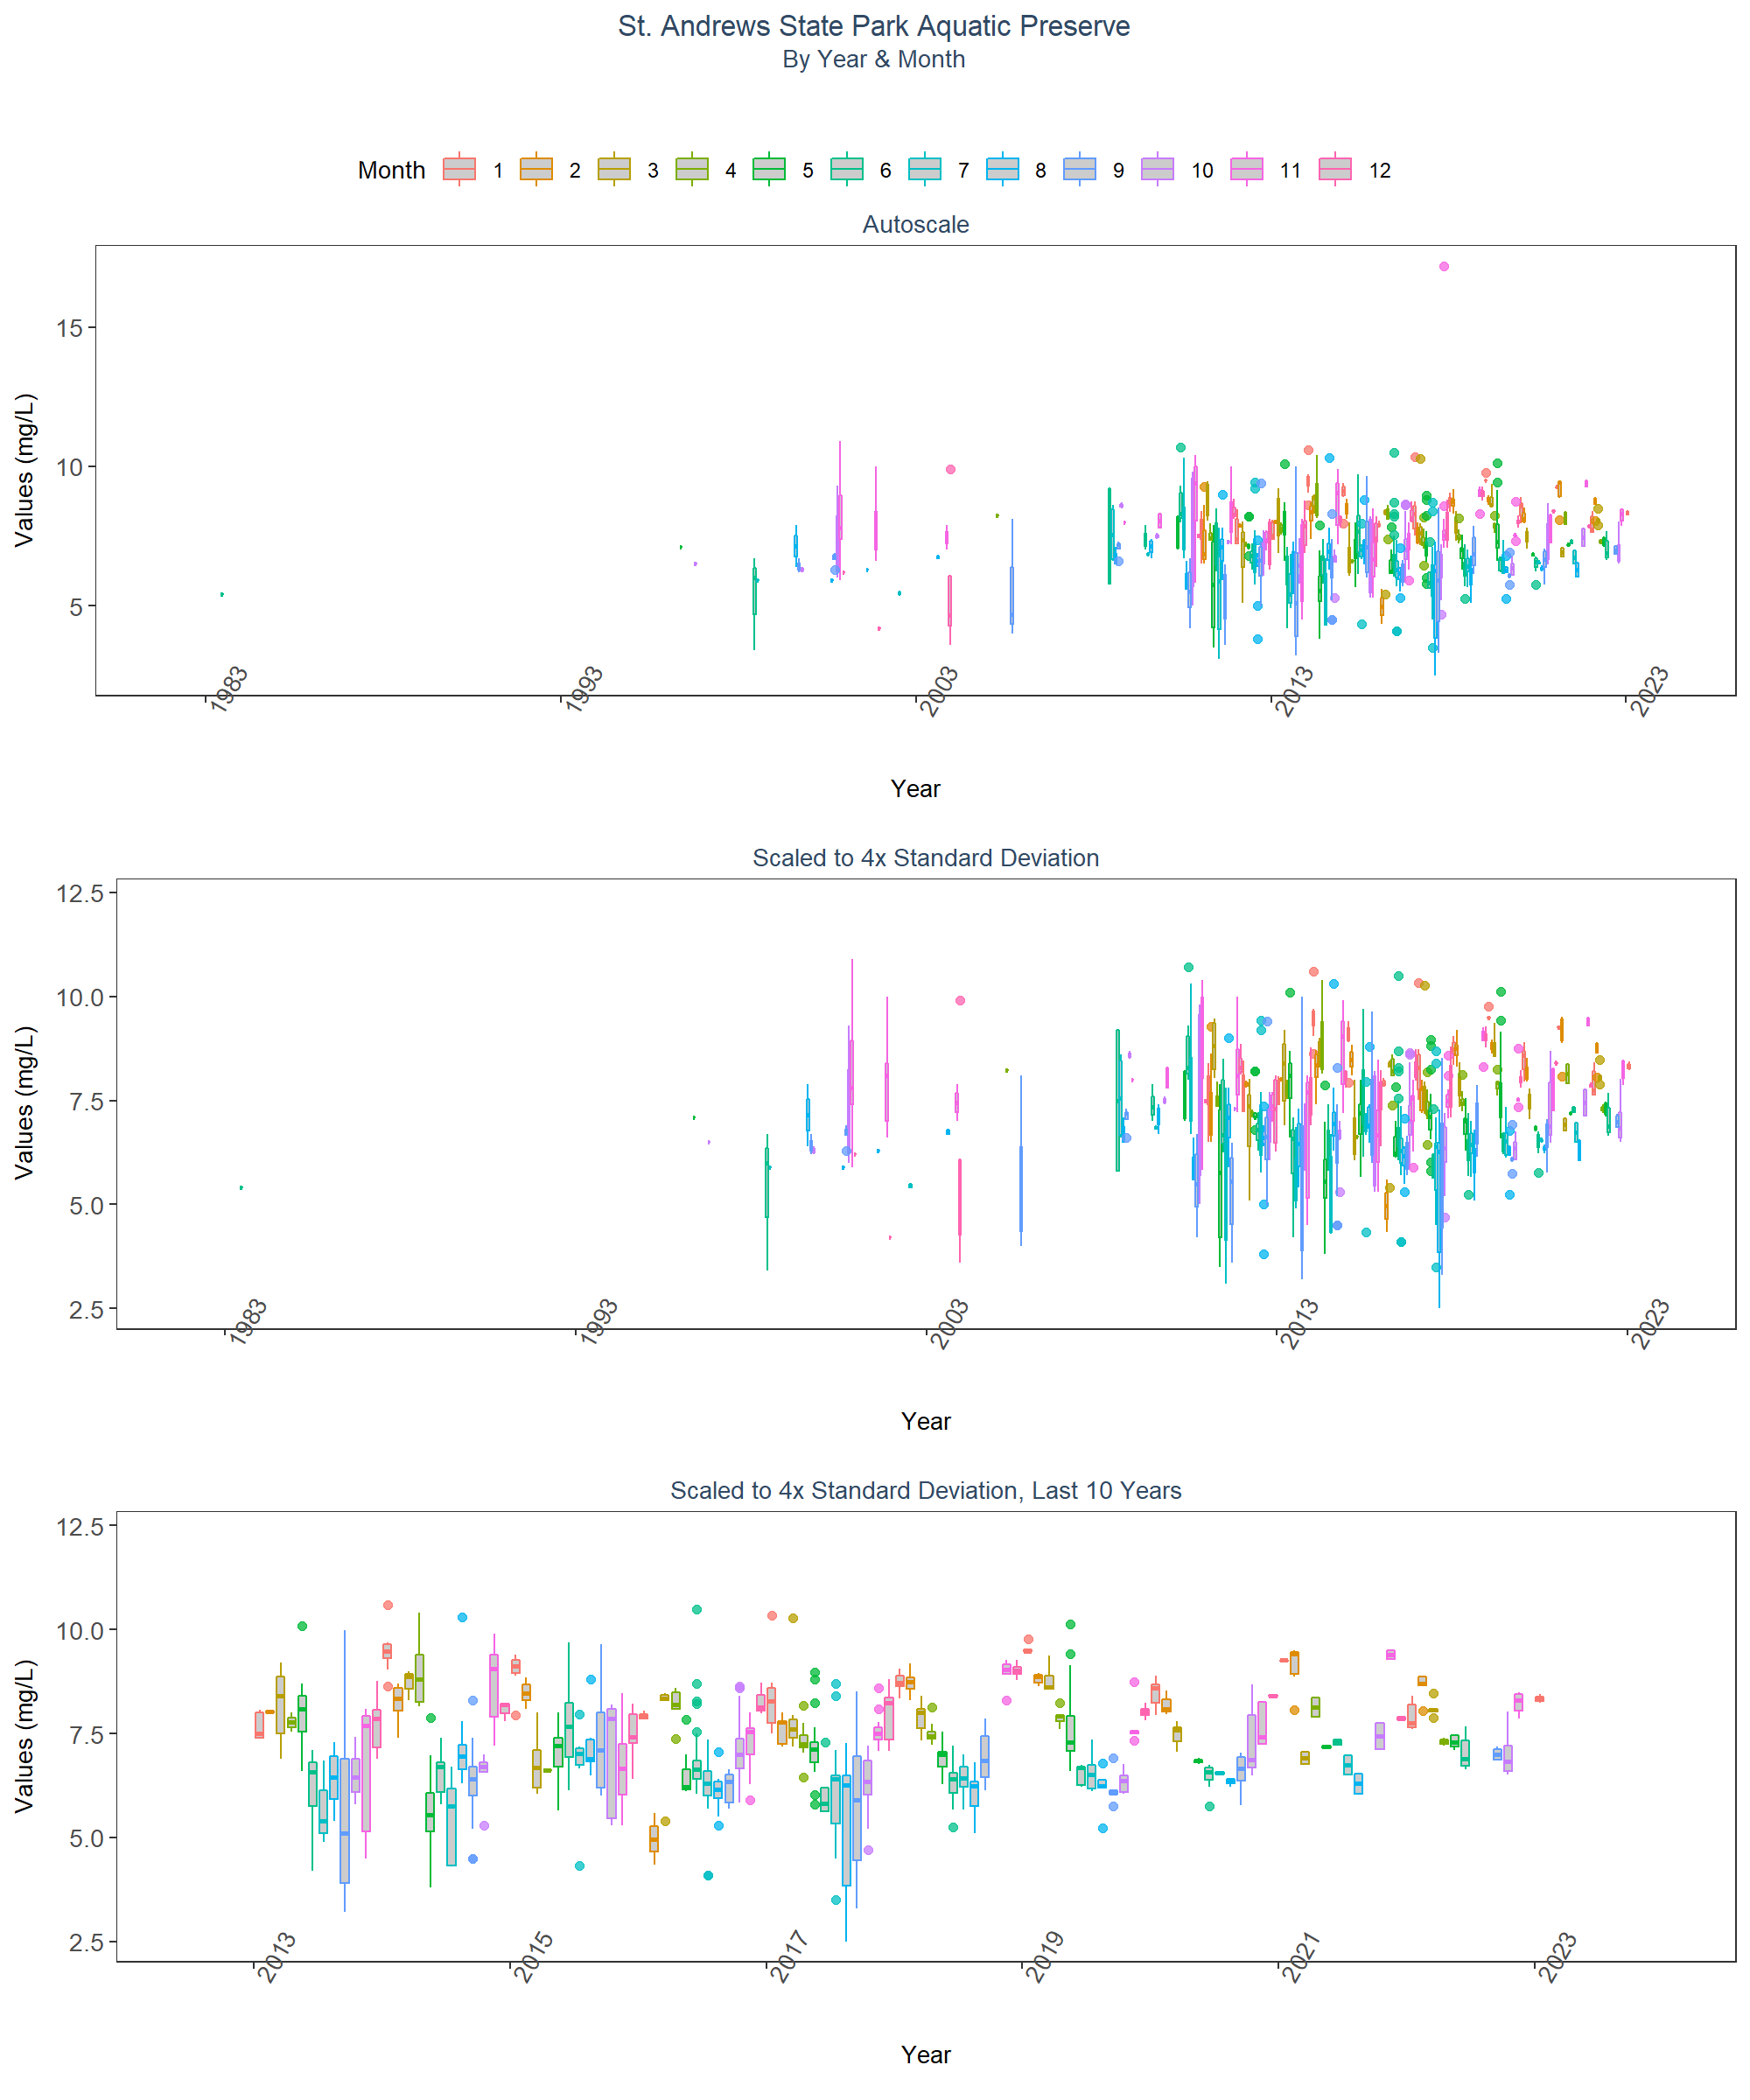 St. Andrews State Park Aquatic Preserve
By Year & Month
Month 1 2 3 4 5 6 7 8 9 10 11 12
Autoscale
Values (mg/L)
15
10
5
1983 1993 2003 2013 2023
Year
Scaled to 4x Standard Deviation
Values (mg/L)
12.5
10.0
7.5
5.0
2.5
1983 1993 2003 2013 2023
Year
Scaled to 4x Standard Deviation, Last 10 Years
Values (mg/L)
12.5
10.0
7.5
5.0
2.5
2013 2015 2017 2019 2021 2023
Year